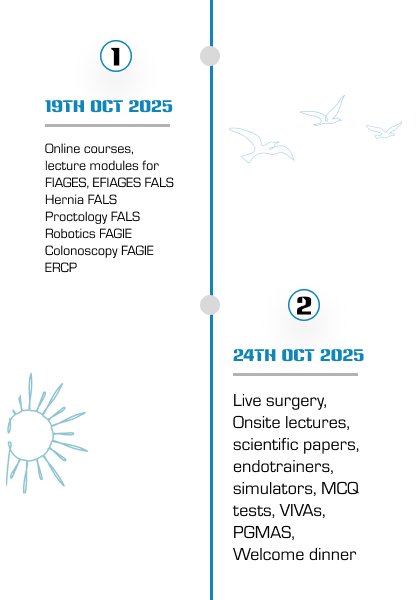 1
19TH OCT 2025
Online courses,
lecture modules for
FIAGES, EFIAGES FALS
Hernia FALS
Proctology FALS
Robotics FAGIE
Colonoscopy FAGIE
ERCP
2
24TH OCT 2025
Live surgery,
Onsite lectures,
scientific papers,
endotrainers,
simulators, MCQ
tests, VIVAs,
PGMAS,
Welcome dinner